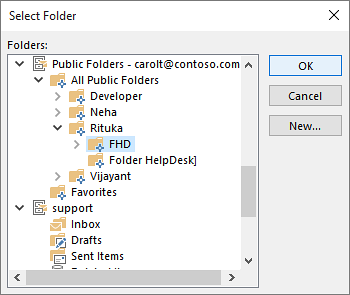 Select Folder
Folders:
Public Folders - carolt@contoso.com
All Public Folders
Developer
Neha
Rituka
FHD
Folder HelpDesk]
Vijayant
Favorites
support
Inbox
Drafts
Sent Items
OK
Cancel
New...